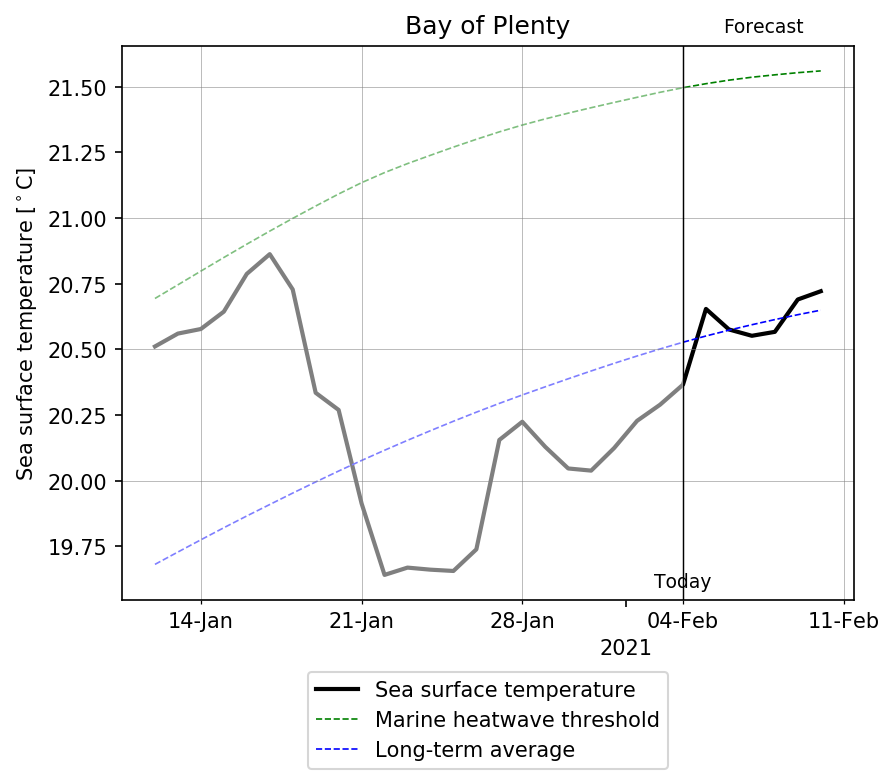 Bay of Plenty
Forecast
Sea surface temperature [°C]
21.50
21.25
21.00
20.75
20.50
20.25
20.00
19.75
Today
14-Jan 21-Jan 28-Jan 04-Feb 11-Feb
2021
Sea surface temperature
Marine heatwave threshold
Long-term average